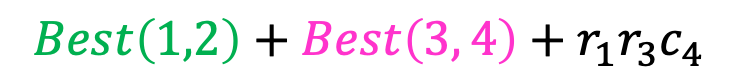 Best(1,2) + Best(3, 4) + r₁r₃c₄